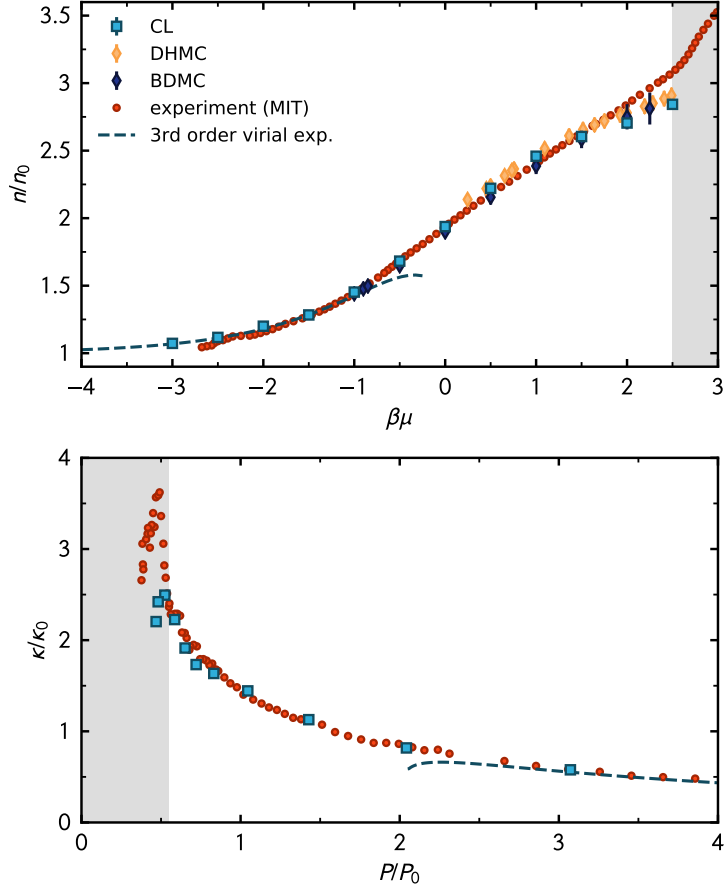 n/n₀
3.5
3
2.5
2
1.5
1
CL
DHMC
BDMC
experiment (MIT)
3rd order virial exp.
−4 −3 −2 −1 0 1 2 3
βμ
κ/κ₀
4
3
2
1
0
0 1 2 3 4
P/P₀